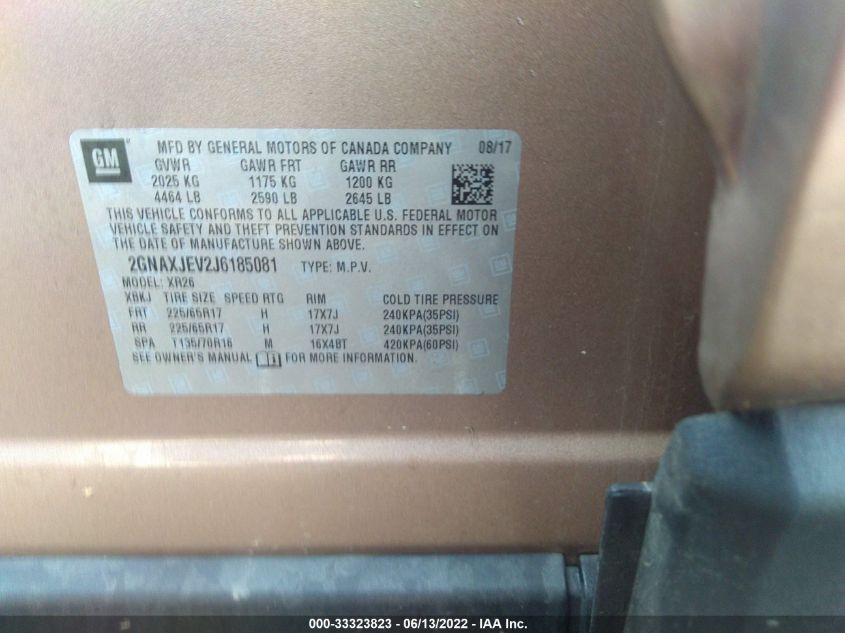 GM MFD BY GENERAL MOTORS OF CANADA COMPANY 08/17
GVWR GAWR FRT GAWR RR
2025 KG 1175 KG 1200 KG
4464 LB 2590 LB 2645 LB
THIS VEHICLE CONFORMS TO ALL APPLICABLE U.S. FEDERAL MOTOR
VEHICLE SAFETY AND THEFT PREVENTION STANDARDS IN EFFECT ON
THE DATE OF MANUFACTURE SHOWN ABOVE.
2GNAXJEV2J6185081 TYPE: M.P.V.
MODEL: XR26
XBKJ TIRE SIZE SPEED RTG RIM COLD TIRE PRESSURE
FRT 225/65R17 H 17X7J 240KPA(35PSI)
RR 225/65R17 H 17X7J 240KPA(35PSI)
SPA T135/70R16 M 16X4BT 420KPA(60PSI)
SEE OWNER'S MANUAL FOR MORE INFORMATION.
000-33323823 - 06/13/2022 - IAA Inc.